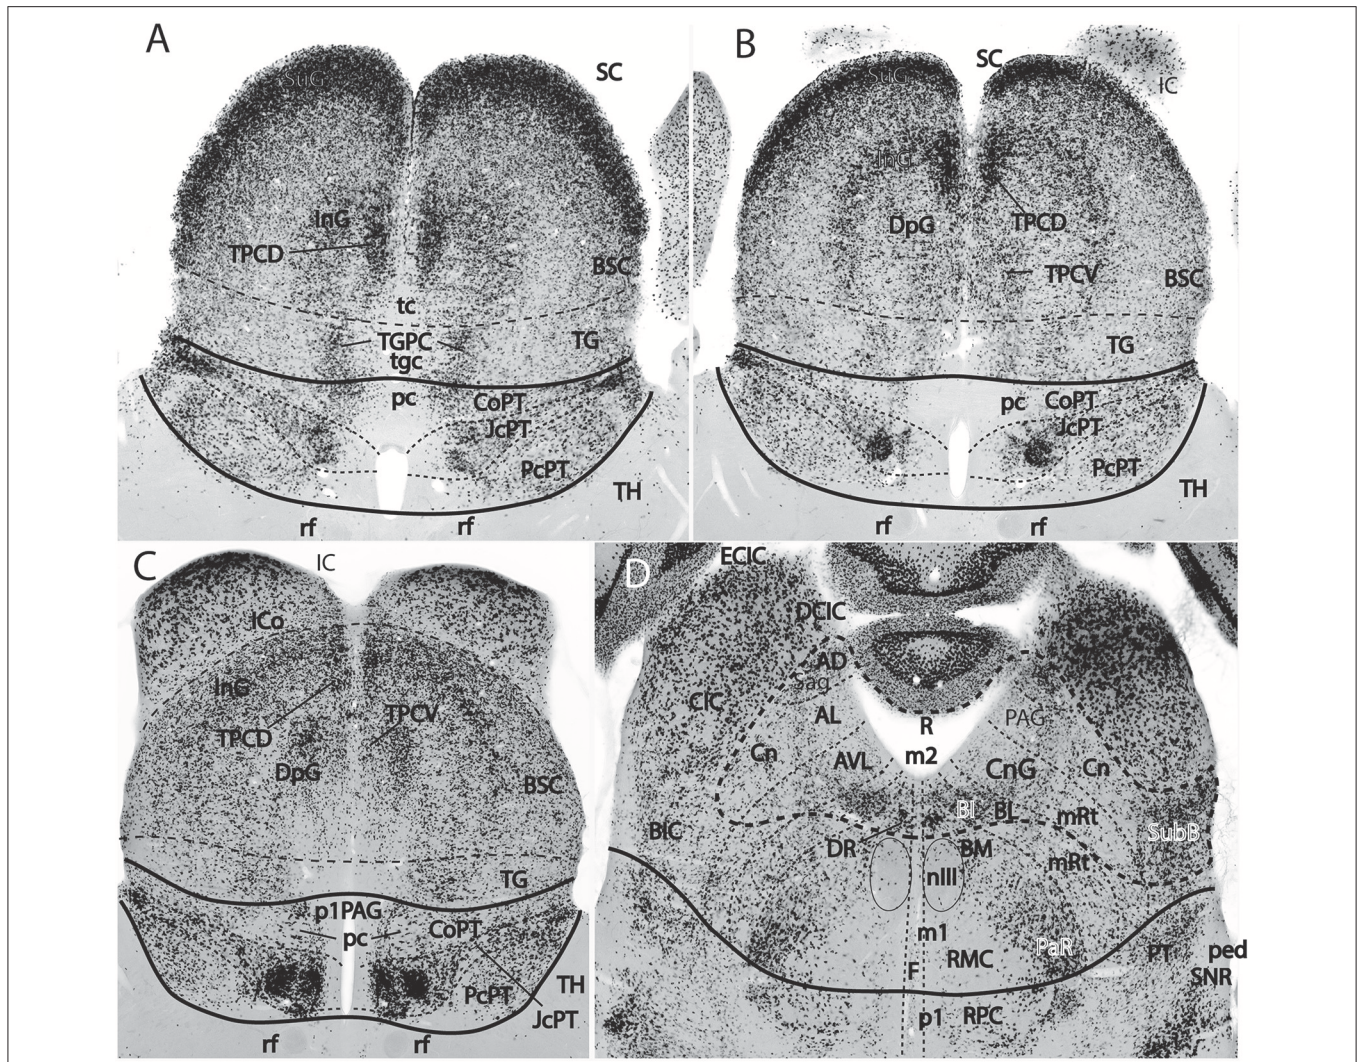 A
SuG
SC
InG
TPCD
BSC
tc
TGPC
TG
tgc
pc
CoPT
JcPT
PcPT
TH
rf
rf
B
SC
SuG
IC
InG
DpG
TPCD
TPCV
BSC
TG
pc
CoPT
JcPT
PcPT
TH
rf
rf
C
IC
ICo
InG
TPCV
TPCD
DpG
BSC
TG
p1PAG
CoPT
pc
PcPT
TH
JcPT
rf
rf
D
ECIC
DCIC
AD
Sag
CIC
AL
R
PAG
m2
Cn
AVL
CnG
Cn
BI
BL
mRt
BIC
SubB
DR
BM
mRt
nIII
m1
PaR
PT
ped
F
RMC
SNR
p1
RPC